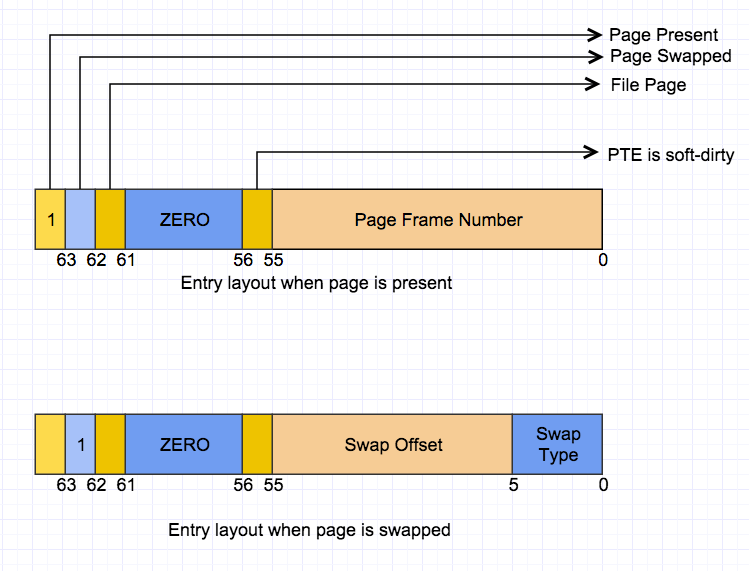 Page Present
Page Swapped
File Page
PTE is soft-dirty
1 ZERO Page Frame Number
63 62 61 56 55 0
Entry layout when page is present
1 ZERO Swap Offset Swap
Type
63 62 61 56 55 5 0
Entry layout when page is swapped